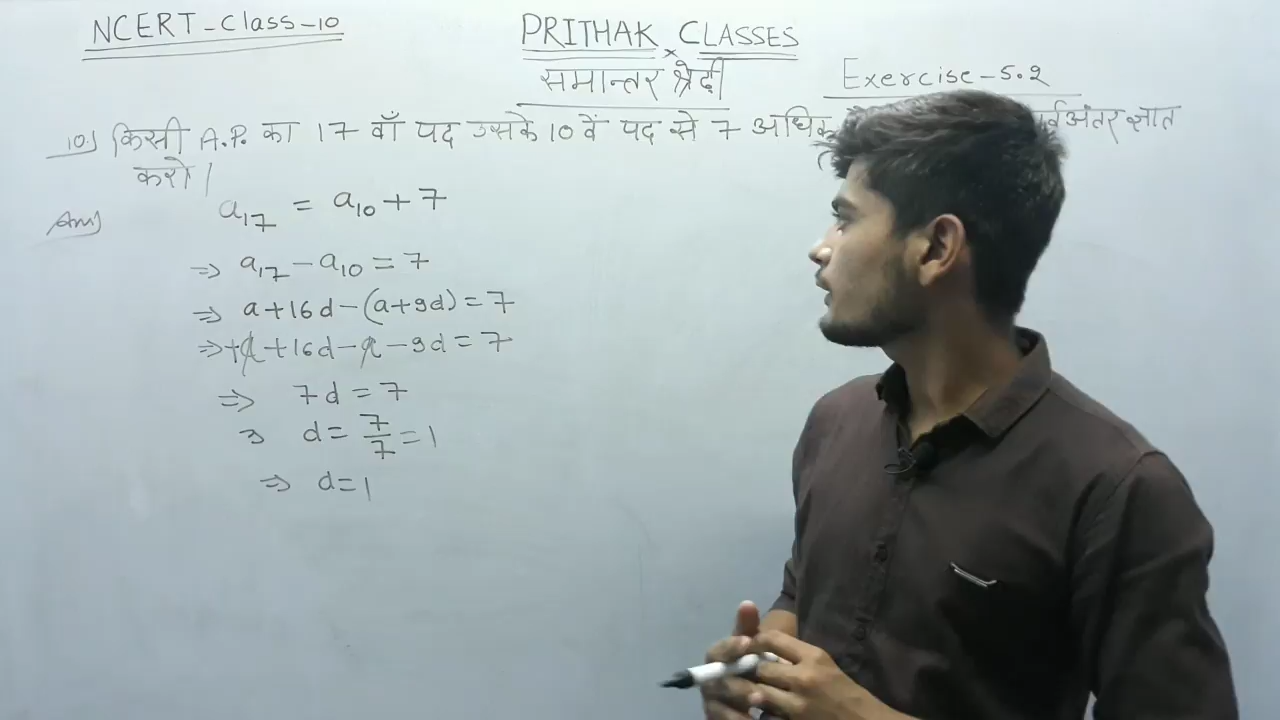 NCERT-Class-10
PRITHAK CLASSES
x
समान्तर श्रेढ़ी
Exercise-5.2
10) किसी A.P. का 17 वाँ पद उसके 10 वें पद से 7 अधिक ज्ञात
करो।
Ans)
a₁₇ = a₁₀ + 7
⇒ a₁₇ - a₁₀ = 7
⇒ a+16d-(a+9d)=7
⇒ +a+16d-a-9d=7
⇒ 7d=7
⇒ d=7/7=1
⇒ d=1